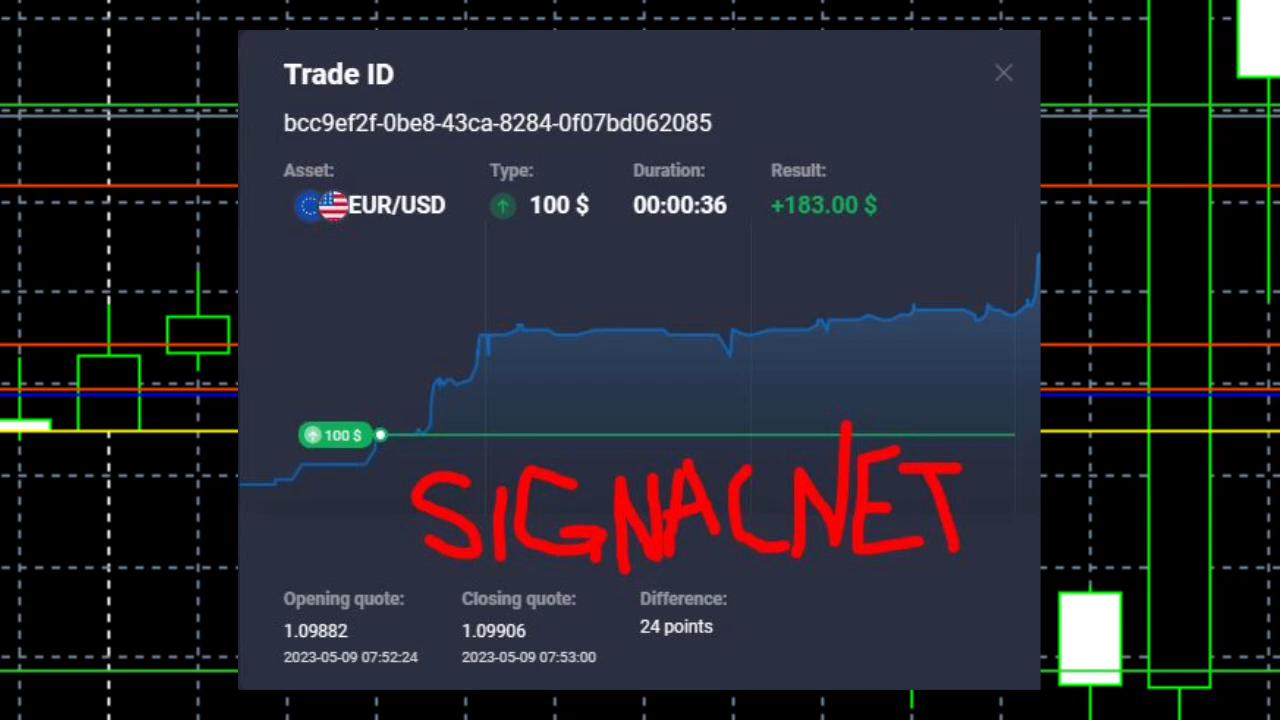 Trade ID
bcc9ef2f-0be8-43ca-8284-0f07bd062085
Asset: Type: Duration: Result:
EUR/USD 100 $ 00:00:36 +183.00 $
100 $
SIGNALNET
Opening quote: Closing quote: Difference:
1.09882 1.09906 24 points
2023-05-09 07:52:24 2023-05-09 07:53:00